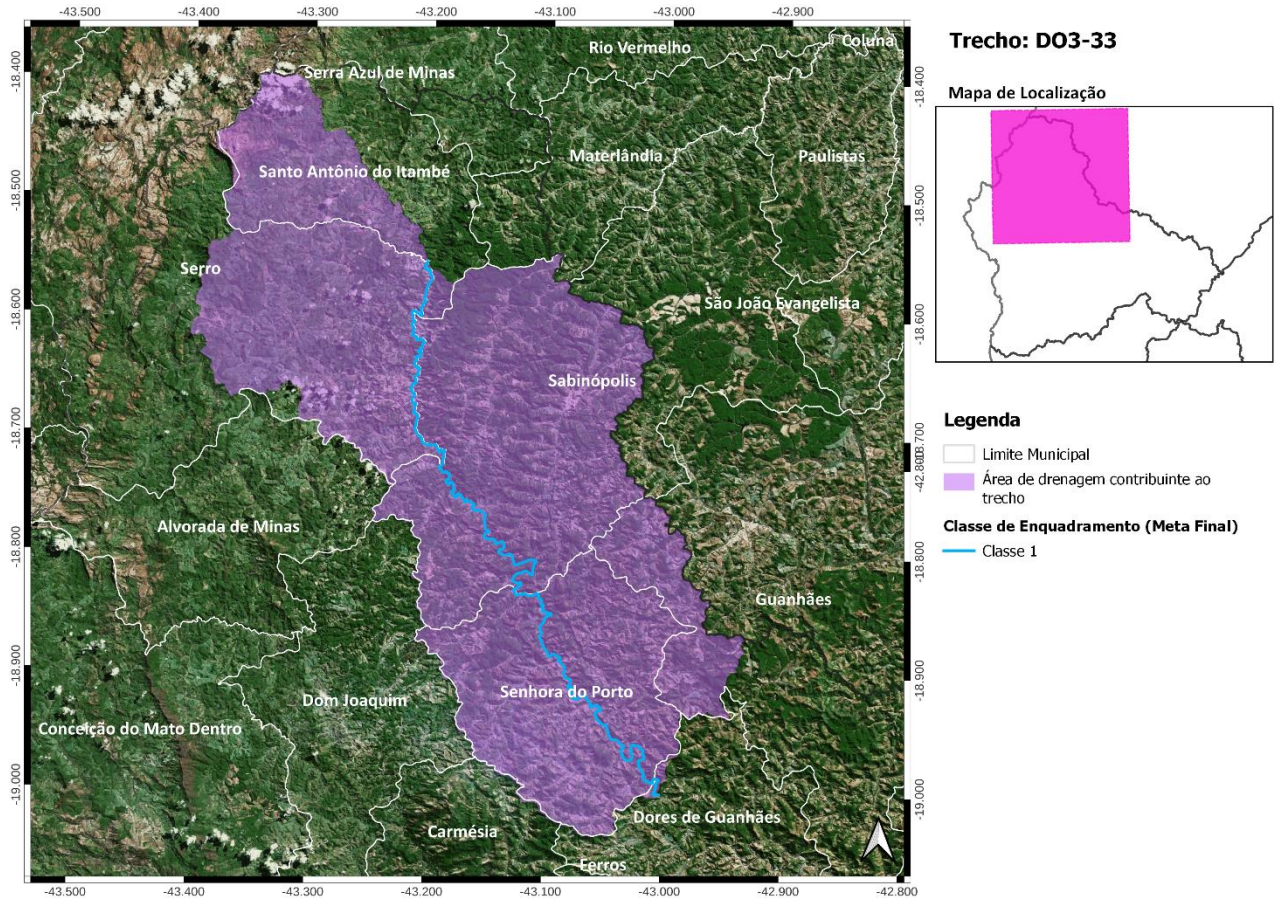 -43.500
-43.400
-43.300
-43.200
-43.100
-43.000
-42.900
Trecho: DO3-33
Mapa de Localização
Coluna
Rio Vermelho
Serra Azul de Minas
-18.400
-18.400
Materlândia
Paulistas
Santo Antônio do Itambé
-18.500
-18.500
Serro
São João Evangelista
-18.600
-18.600
Sabinópolis
-18.700
-18.700
-42.800
Legenda
Limite Municipal
Área de drenagem contribuinte ao
trecho
Classe de Enquadramento (Meta Final)
Classe 1
Alvorada de Minas
-18.800
-18.800
Guanhães
-18.900
-18.900
Senhora do Porto
Dom Joaquim
Conceição do Mato Dentro
-19.000
-19.000
Dores de Guanhães
Carmésia
Ferros
-43.500
-43.400
-43.300
-43.200
-43.100
-43.000
-42.900
-42.800